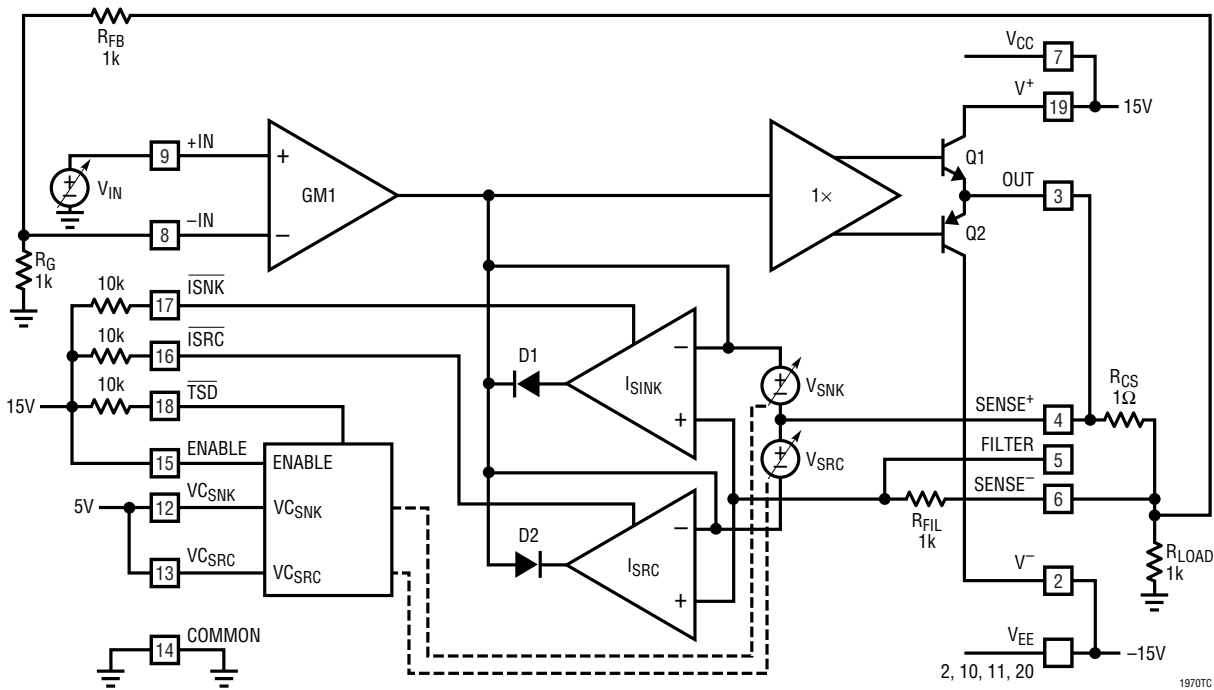 RFB
1k
VCC
7
V+
19
15V
9
+IN
+
GM1
1×
Q1
OUT
3
+
−
VIN
8
−IN
−
Q2
RG
1k
10k
17
ISNK
10k
16
ISRC
10k
18
TSD
15V
15
ENABLE
ENABLE
5V
12
VCSNK
VCSNK
13
VCSRC
VCSRC
14
COMMON
D1
ISINK
−
+
D2
ISRC
−
+
+
−
VSNK
+
−
VSRC
SENSE+
4
RCS
1Ω
FILTER
5
SENSE−
6
RFIL
1k
RLOAD
1k
V−
2
VEE
−15V
2, 10, 11, 20
1970TC